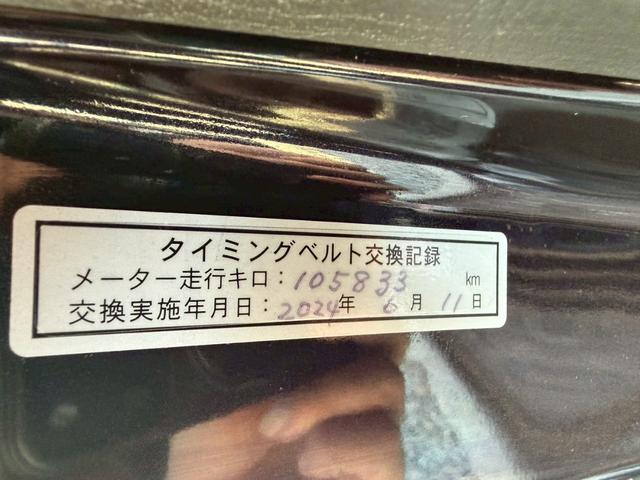 タイミングベルト交換記録
メーター走行キロ：105833 km
交換実施年月日：2024年 6月 11日